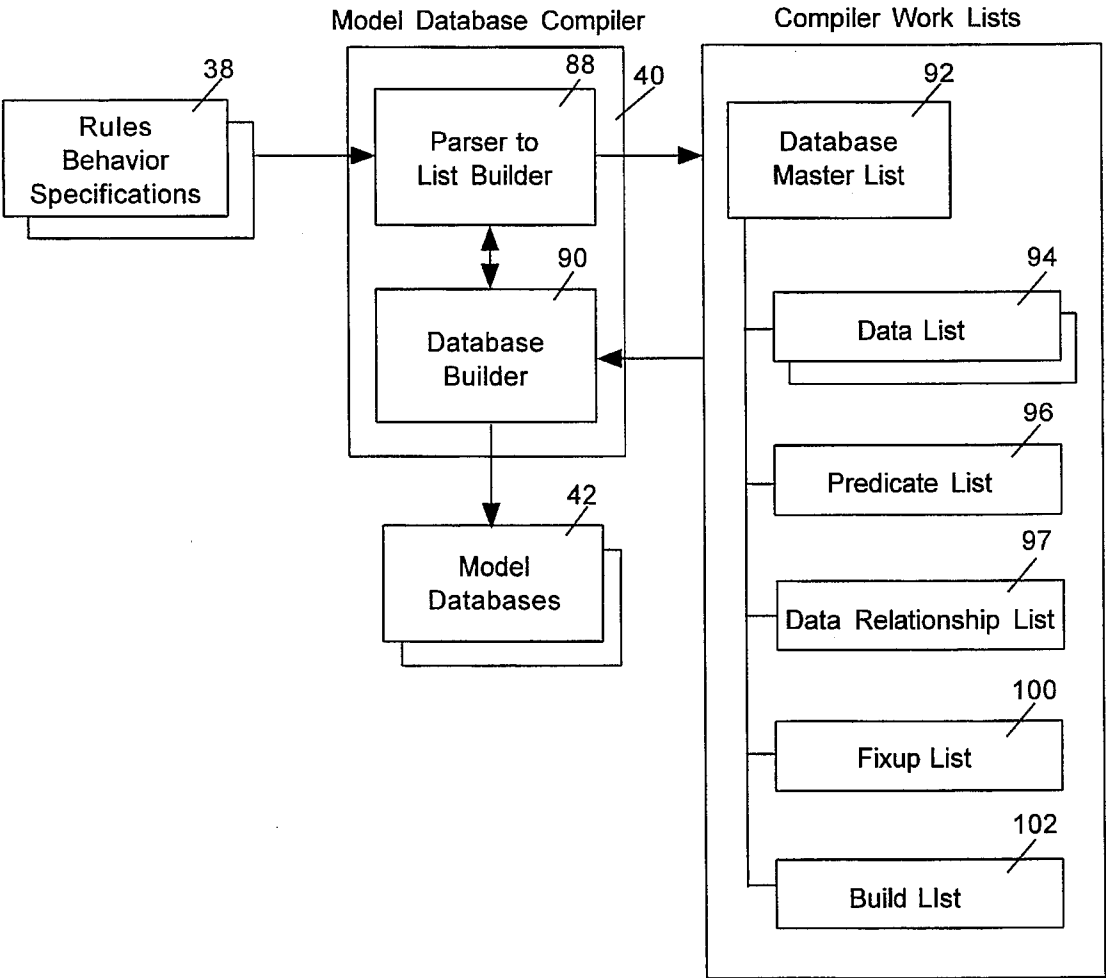 Model Database Compiler
Compiler Work Lists
38
Rules
Behavior
Specifications
88
40
Parser to
List Builder
90
Database
Builder
42
Model
Databases
92
Database
Master List
94
Data List
96
Predicate List
97
Data Relationship List
100
Fixup List
102
Build LIst